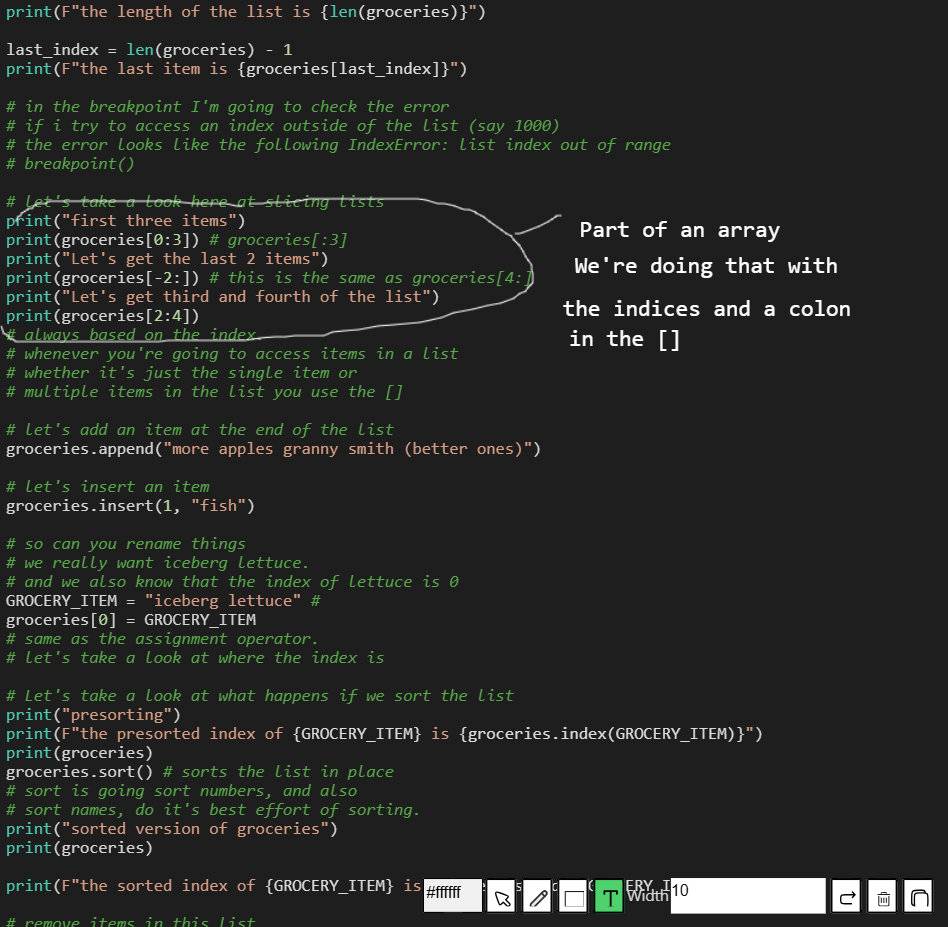 print(F"the length of the list is {len(groceries)}")
last_index = len(groceries) - 1
print(F"the last item is {groceries[last_index]}")
# in the breakpoint I'm going to check the error
# if i try to access an index outside of the list (say 1000)
# the error looks like the following IndexError: list index out of range
# breakpoint()
# let's take a look here at slicing lists
print("first three items")
print(groceries[0:3]) # groceries[:3]
print("Let's get the last 2 items")
print(groceries[-2:]) # this is the same as groceries[4:]
print("Let's get third and fourth of the list")
print(groceries[2:4])
# always based on the index.
# whenever you're going to access items in a list
# whether it's just the single item or
# multiple items in the list you use the []
Part of an array
We're doing that with
the indices and a colon
in the []
# let's add an item at the end of the list
groceries.append("more apples granny smith (better ones)")
# let's insert an item
groceries.insert(1, "fish")
# so can you rename things
# we really want iceberg lettuce.
# and we also know that the index of lettuce is 0
GROCERY_ITEM = "iceberg lettuce" #
groceries[0] = GROCERY_ITEM
# same as the assignment operator.
# let's take a look at where the index is
# Let's take a look at what happens if we sort the list
print("presorting")
print(F"the presorted index of {GROCERY_ITEM} is {groceries.index(GROCERY_ITEM)}")
print(groceries)
groceries.sort() # sorts the list in place
# sort is going sort numbers, and also
# sort names, do it's best effort of sorting.
print("sorted version of groceries")
print(groceries)
print(F"the sorted index of {GROCERY_ITEM} is
#ffffff
T
Width
10
# remove items in this list